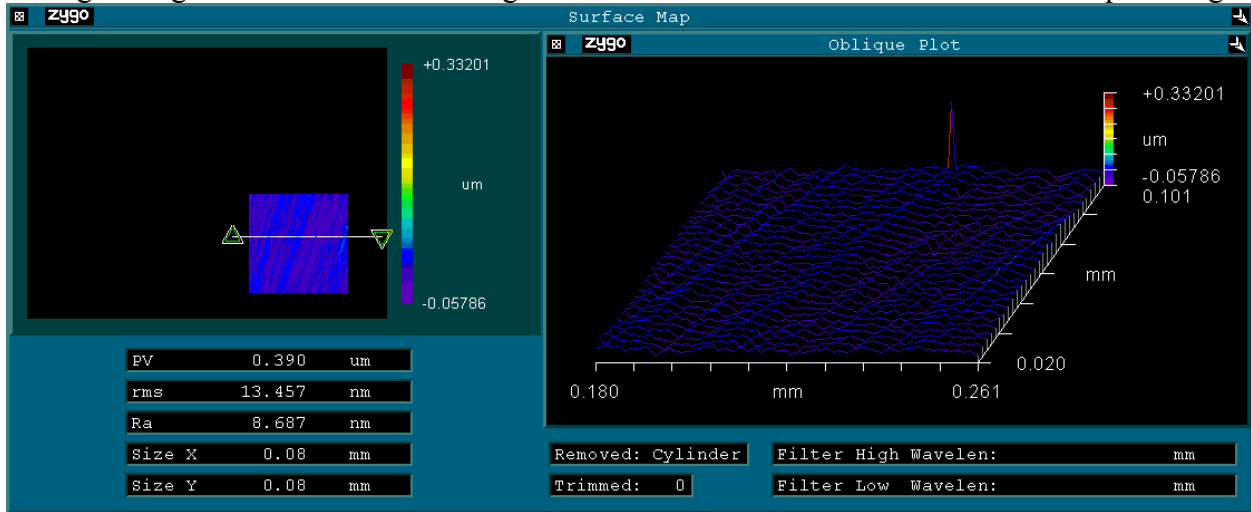 zygo Surface Map
+0.33201
um
-0.05786
zygo Oblique Plot
+0.33201
um
-0.05786
0.101
mm
0.020
0.180 mm 0.261
PV 0.390 um
rms 13.457 nm
Ra 8.687 nm
Size X 0.08 mm
Size Y 0.08 mm
Removed: Cylinder
Trimmed: 0
Filter High Wavelen: mm
Filter Low Wavelen: mm